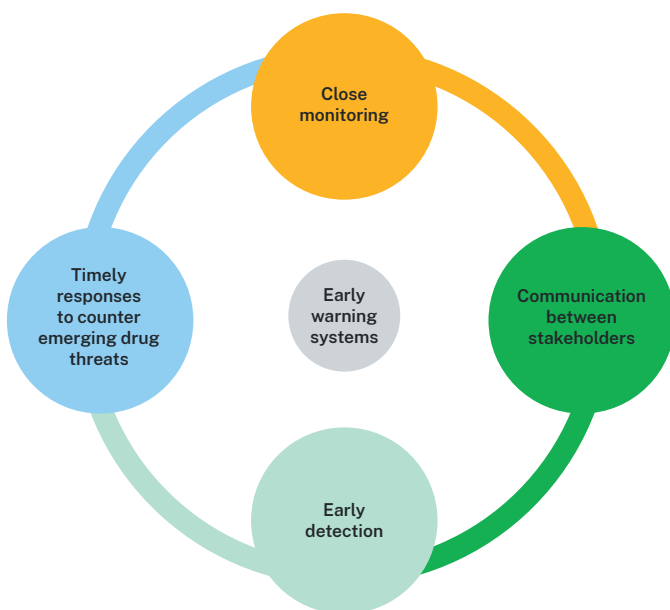 Close
monitoring
Timely
responses
to counter
emerging drug
threats
Early
warning
systems
Communication
between
stakeholders
Early
detection